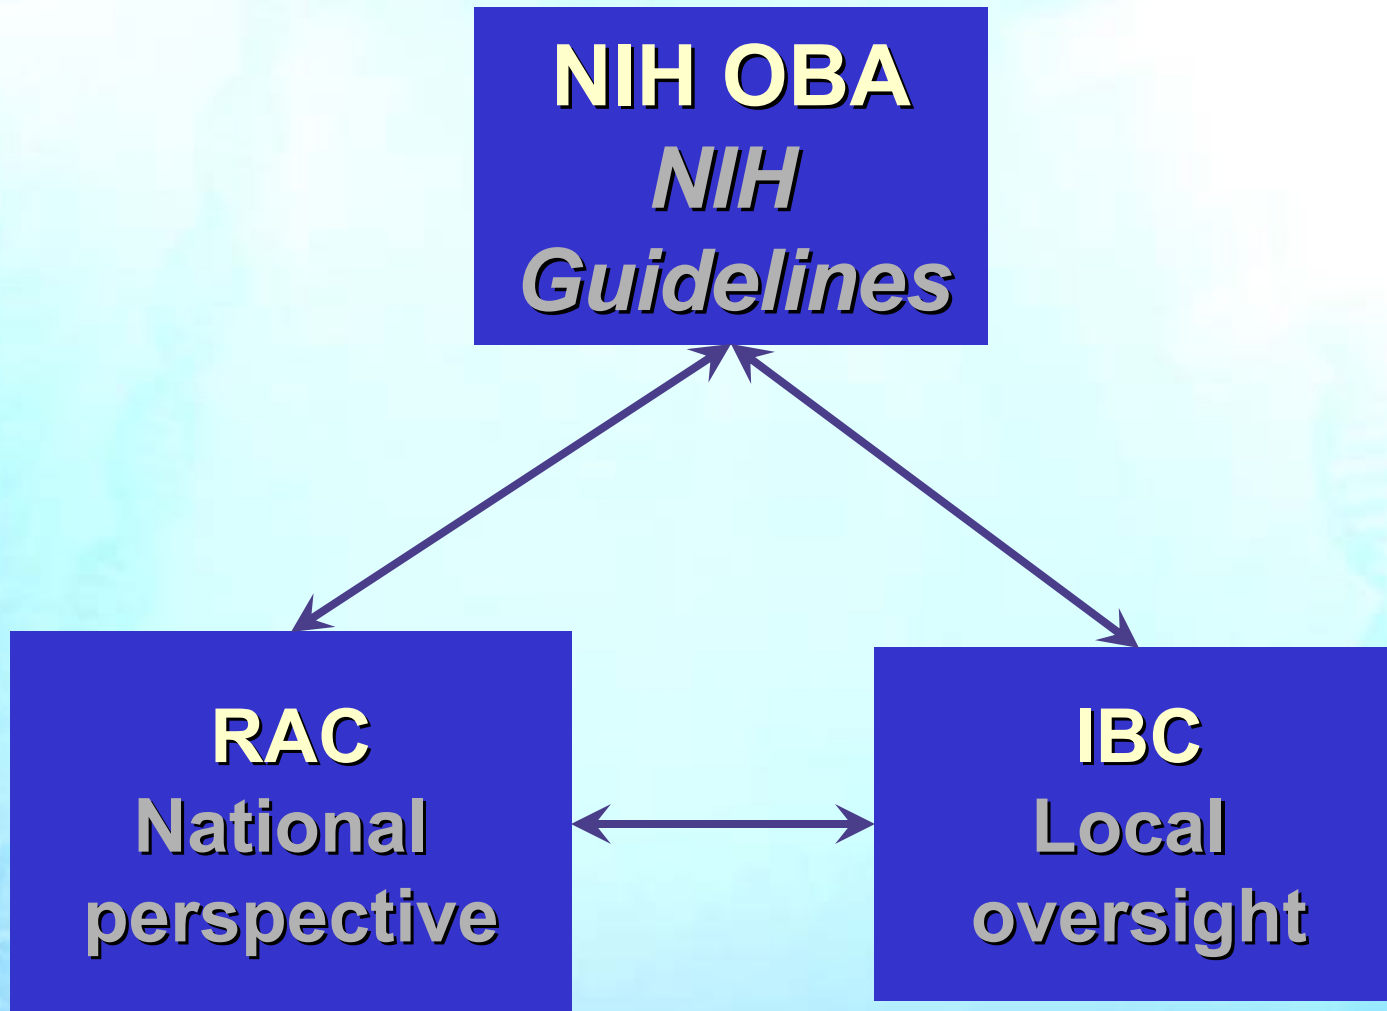 NIH OBA
NIH
Guidelines
RAC
National
perspective
IBC
Local
oversight